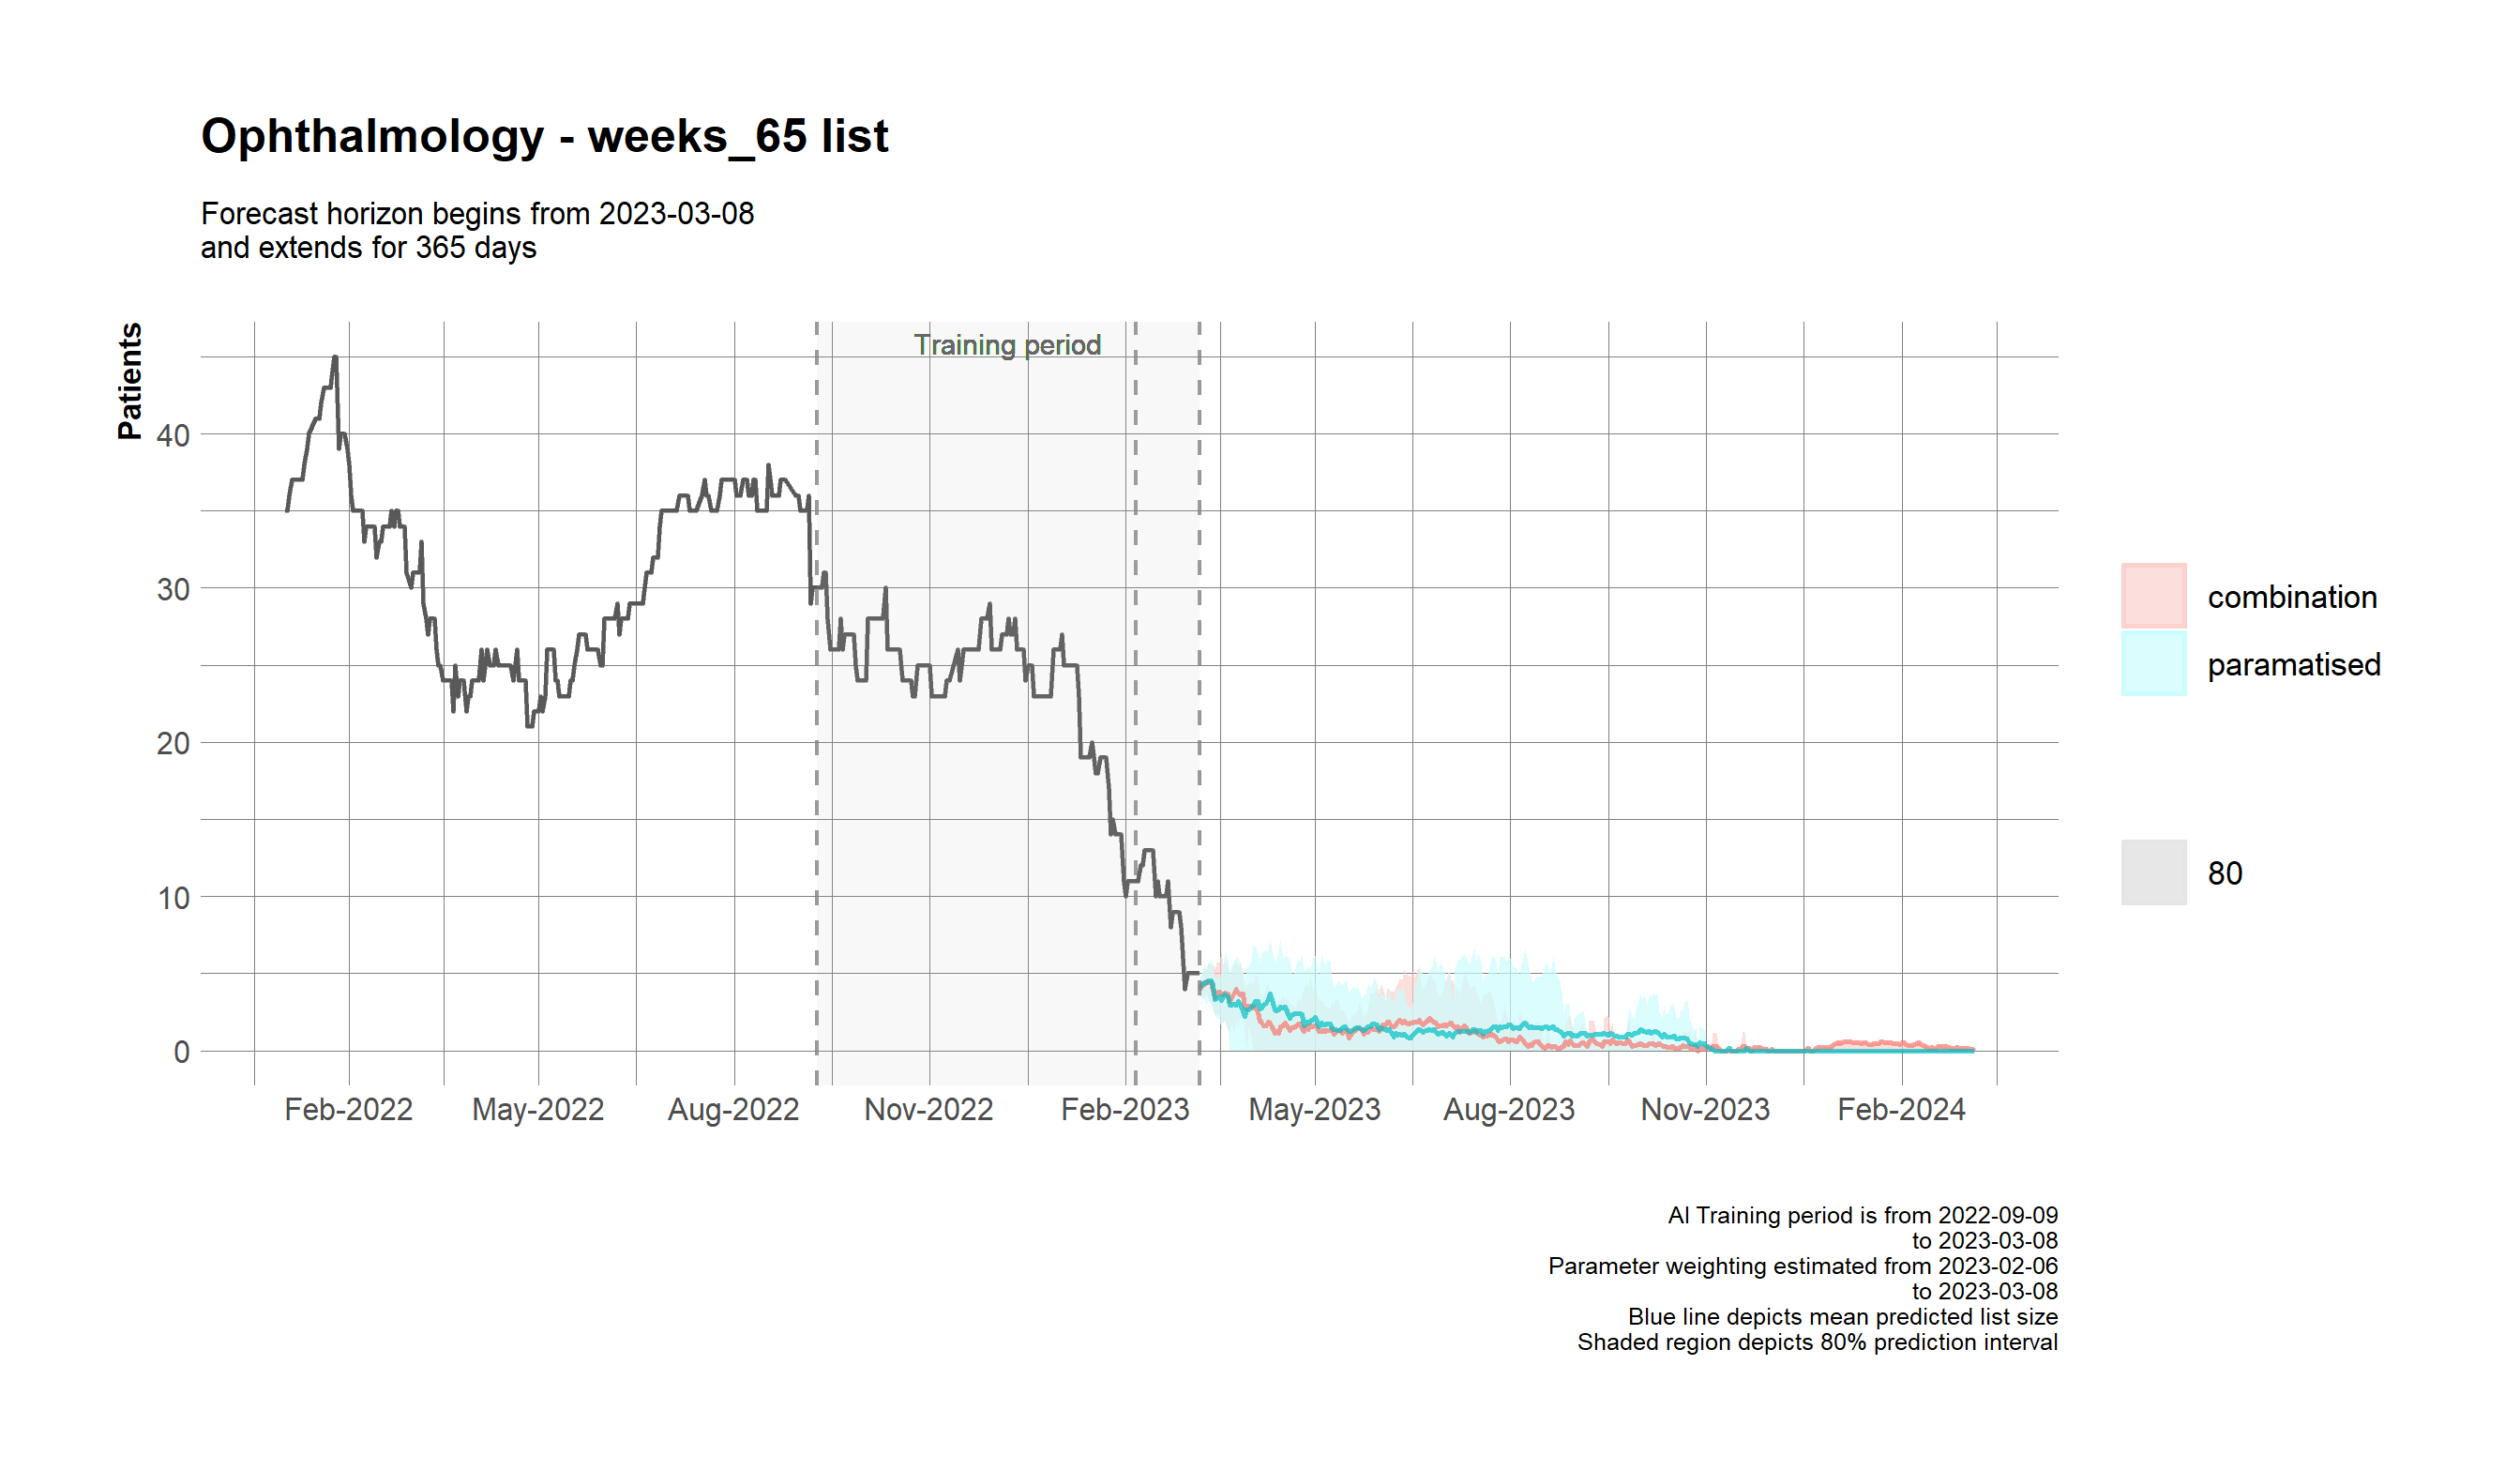 Ophthalmology - weeks_65 list
Forecast horizon begins from 2023-03-08
and extends for 365 days
Patients
Training period
40
30
20
10
0
Feb-2022
May-2022
Aug-2022
Nov-2022
Feb-2023
May-2023
Aug-2023
Nov-2023
Feb-2024
combination
paramatised
80
AI Training period is from 2022-09-09
to 2023-03-08
Parameter weighting estimated from 2023-02-06
to 2023-03-08
Blue line depicts mean predicted list size
Shaded region depicts 80% prediction interval